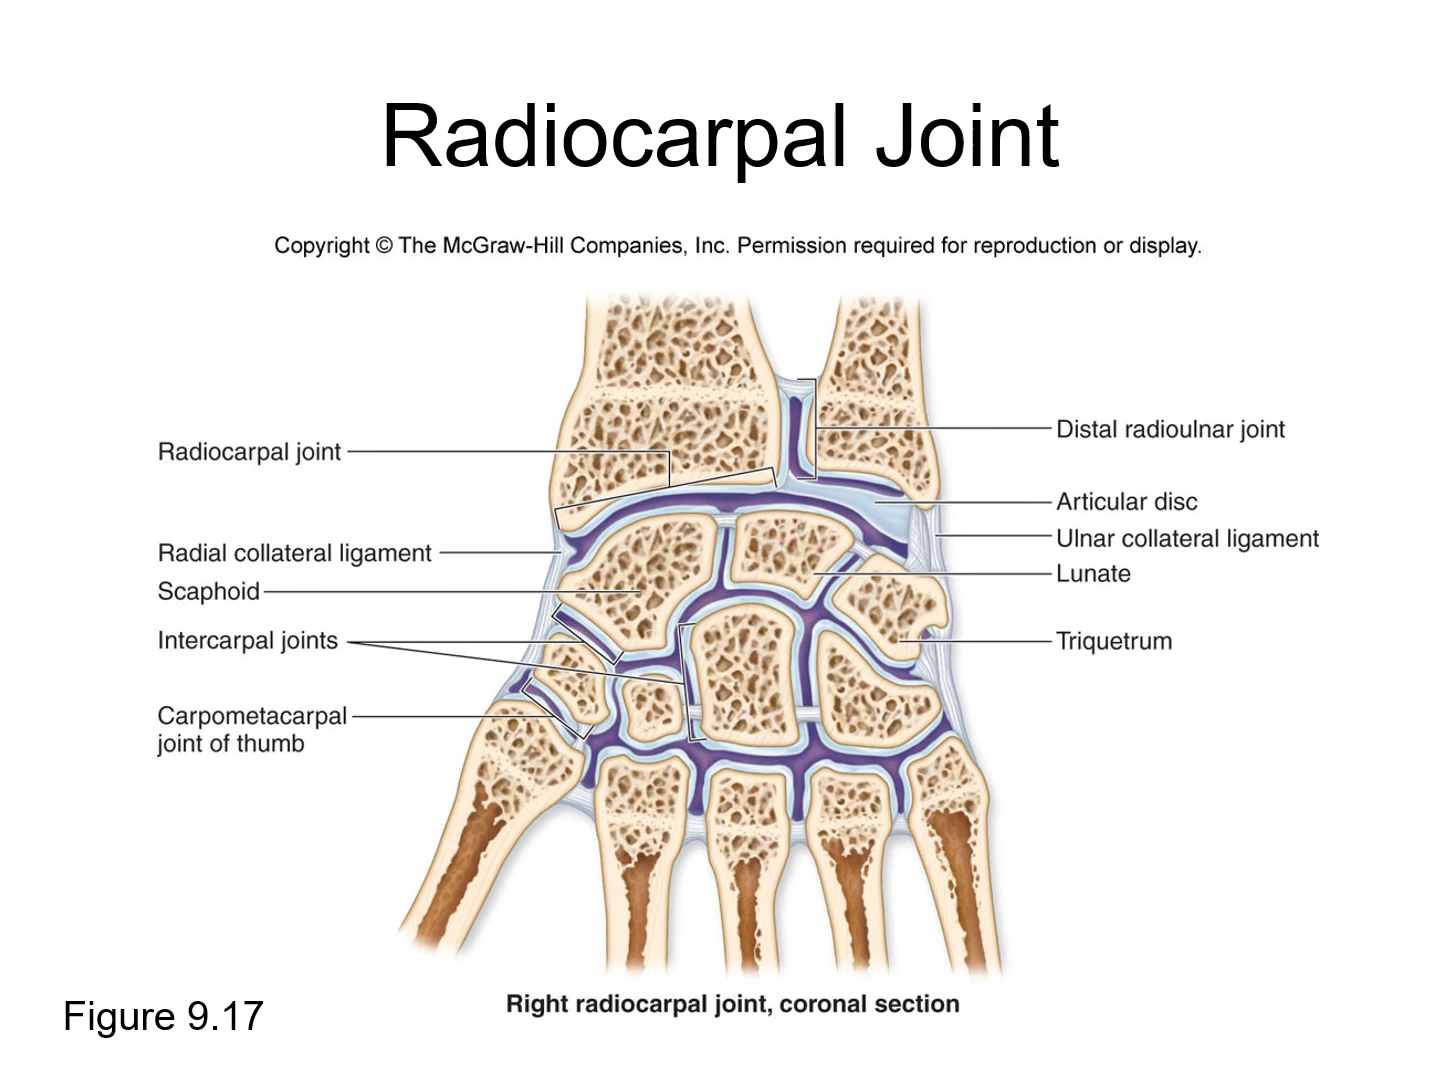 Radiocarpal Joint
Copyright © The McGraw-Hill Companies, Inc. Permission required for reproduction or display.
Radiocarpal joint
Radial collateral ligament
Scaphoid
Intercarpal joints
Carpometacarpal
joint of thumb
Distal radioulnar joint
Articular disc
Ulnar collateral ligament
Lunate
Triquetrum
Right radiocarpal joint, coronal section
Figure 9.17